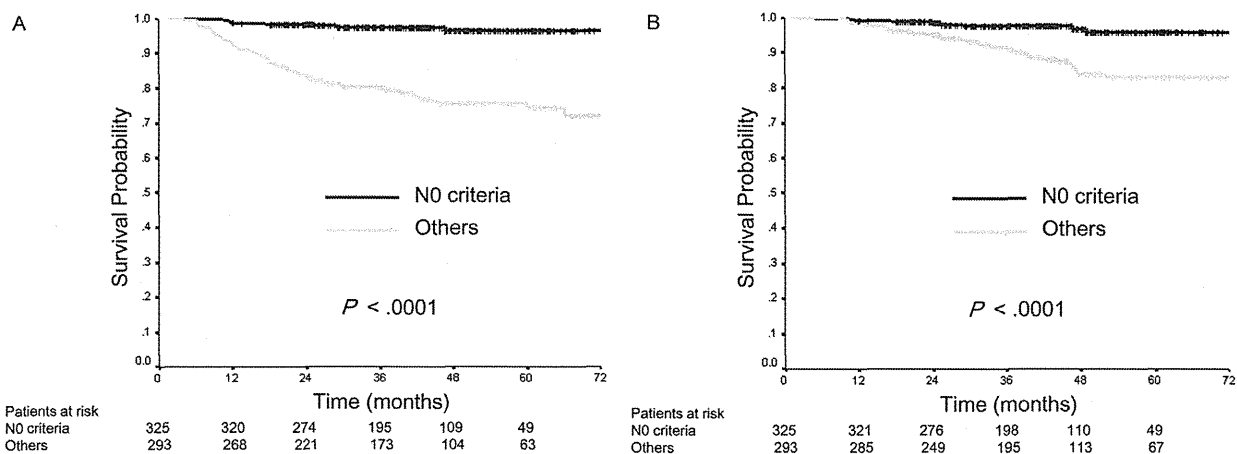 A
Survival Probability
1.0
.9
.8
.7
.6
.5
.4
.3
.2
.1
0.0
N0 criteria
Others
P < .0001
0 12 24 36 48 60 72
Time (months)
Patients at risk
N0 criteria 325 320 274 195 109 49
Others 293 268 221 173 104 63
B
Survival Probability
1.0
.9
.8
.7
.6
.5
.4
.3
.2
.1
0.0
N0 criteria
Others
P < .0001
0 12 24 36 48 60 72
Time (months)
Patients at risk
N0 criteria 325 321 276 198 110 49
Others 293 285 249 195 113 67